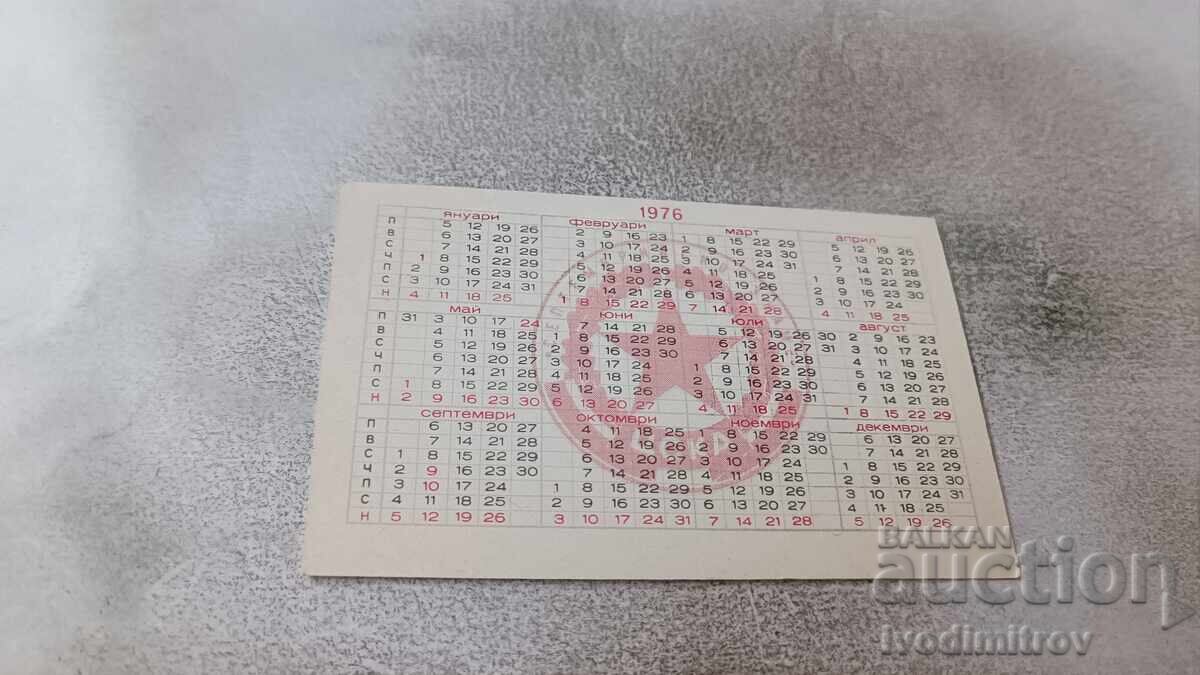 1976
януари февруари март април
П 5 12 19 26 2 9 16 23 1 8 15 22 29 5 12 19 26
В 6 13 20 27 3 10 17 24 2 9 16 23 30 6 13 20 27
С 7 14 21 28 4 11 18 25 3 10 17 24 31 7 14 21 28
Ч 1 8 15 22 29 5 12 19 26 4 11 18 25 1 8 15 22 29
П 2 9 16 23 30 6 13 20 27 5 12 19 26 2 9 16 23 30
С 3 10 17 24 31 7 14 21 28 6 13 20 27 3 10 17 24
Н 4 11 18 25 1 8 15 22 29 7 14 21 28 4 11 18 25
май юни юли август
П 31 3 10 17 24 7 14 21 28 5 12 19 26 2 9 16 23 30
В 4 11 18 25 1 8 15 22 29 6 13 20 27 3 10 17 24 31
С 5 12 19 26 2 9 16 23 30 7 14 21 28 4 11 18 25
Ч 6 13 20 27 3 10 17 24 1 8 15 22 29 5 12 19 26
П 7 14 21 28 4 11 18 25 2 9 16 23 30 6 13 20 27
С 1 8 15 22 29 5 12 19 26 3 10 17 24 31 7 14 21 28
Н 2 9 16 23 30 6 13 20 27 4 11 18 25 1 8 15 22 29
септември октомври ноември декември
П 6 13 20 27 4 11 18 25 1 8 15 22 29 6 13 20 27
В 7 14 21 28 5 12 19 26 2 9 16 23 30 7 14 21 28
С 1 8 15 22 29 6 13 20 27 3 10 17 24 1 8 15 22 29
Ч 2 9 16 23 30 7 14 21 28 4 11 18 25 2 9 16 23 30
П 3 10 17 24 1 8 15 22 29 5 12 19 26 3 10 17 24 31
С 4 11 18 25 2 9 16 23 30 6 13 20 27 4 11 18 25
Н 5 12 19 26 3 10 17 24 31 7 14 21 28 5 12 19 26
BALKAN
auction
Ivodimitrov